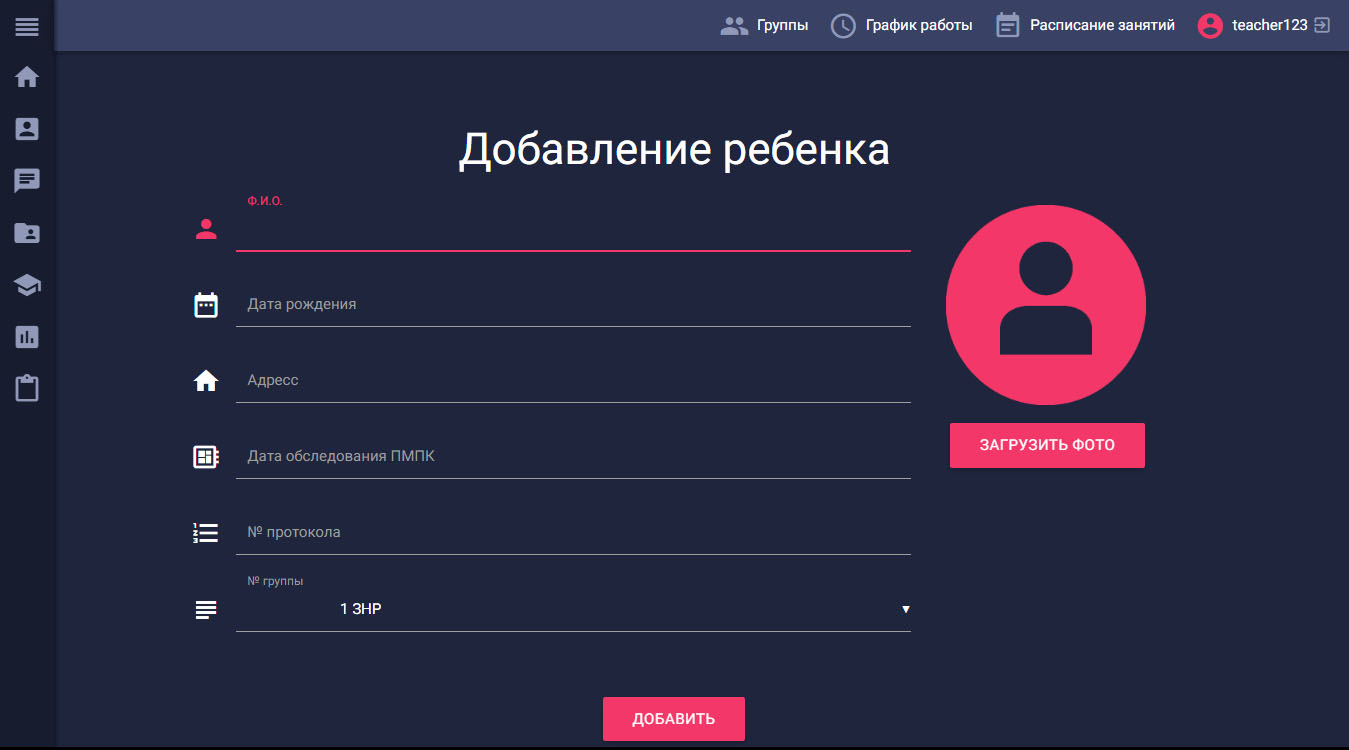 Группы График работы Расписание занятий teacher123
Добавление ребенка
Ф.И.О.
Дата рождения
Адресс
Дата обследования ПМПК
ЗАГРУЗИТЬ ФОТО
№ протокола
№ группы
1 ЗНР
ДОБАВИТЬ